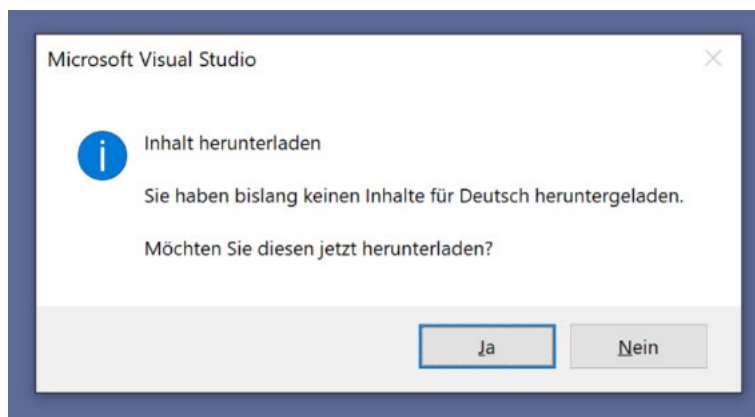 Microsoft Visual Studio
Inhalt herunterladen
Sie haben bislang keinen Inhalte für Deutsch heruntergeladen.
Möchten Sie diesen jetzt herunterladen?
Ja
Nein